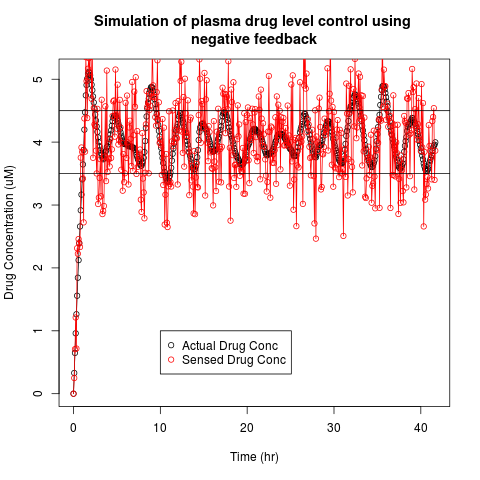 Simulation of plasma drug level control using
negative feedback
Drug Concentration (uM)
5
4
3
2
1
0
Actual Drug Conc
Sensed Drug Conc
0 10 20 30 40
Time (hr)